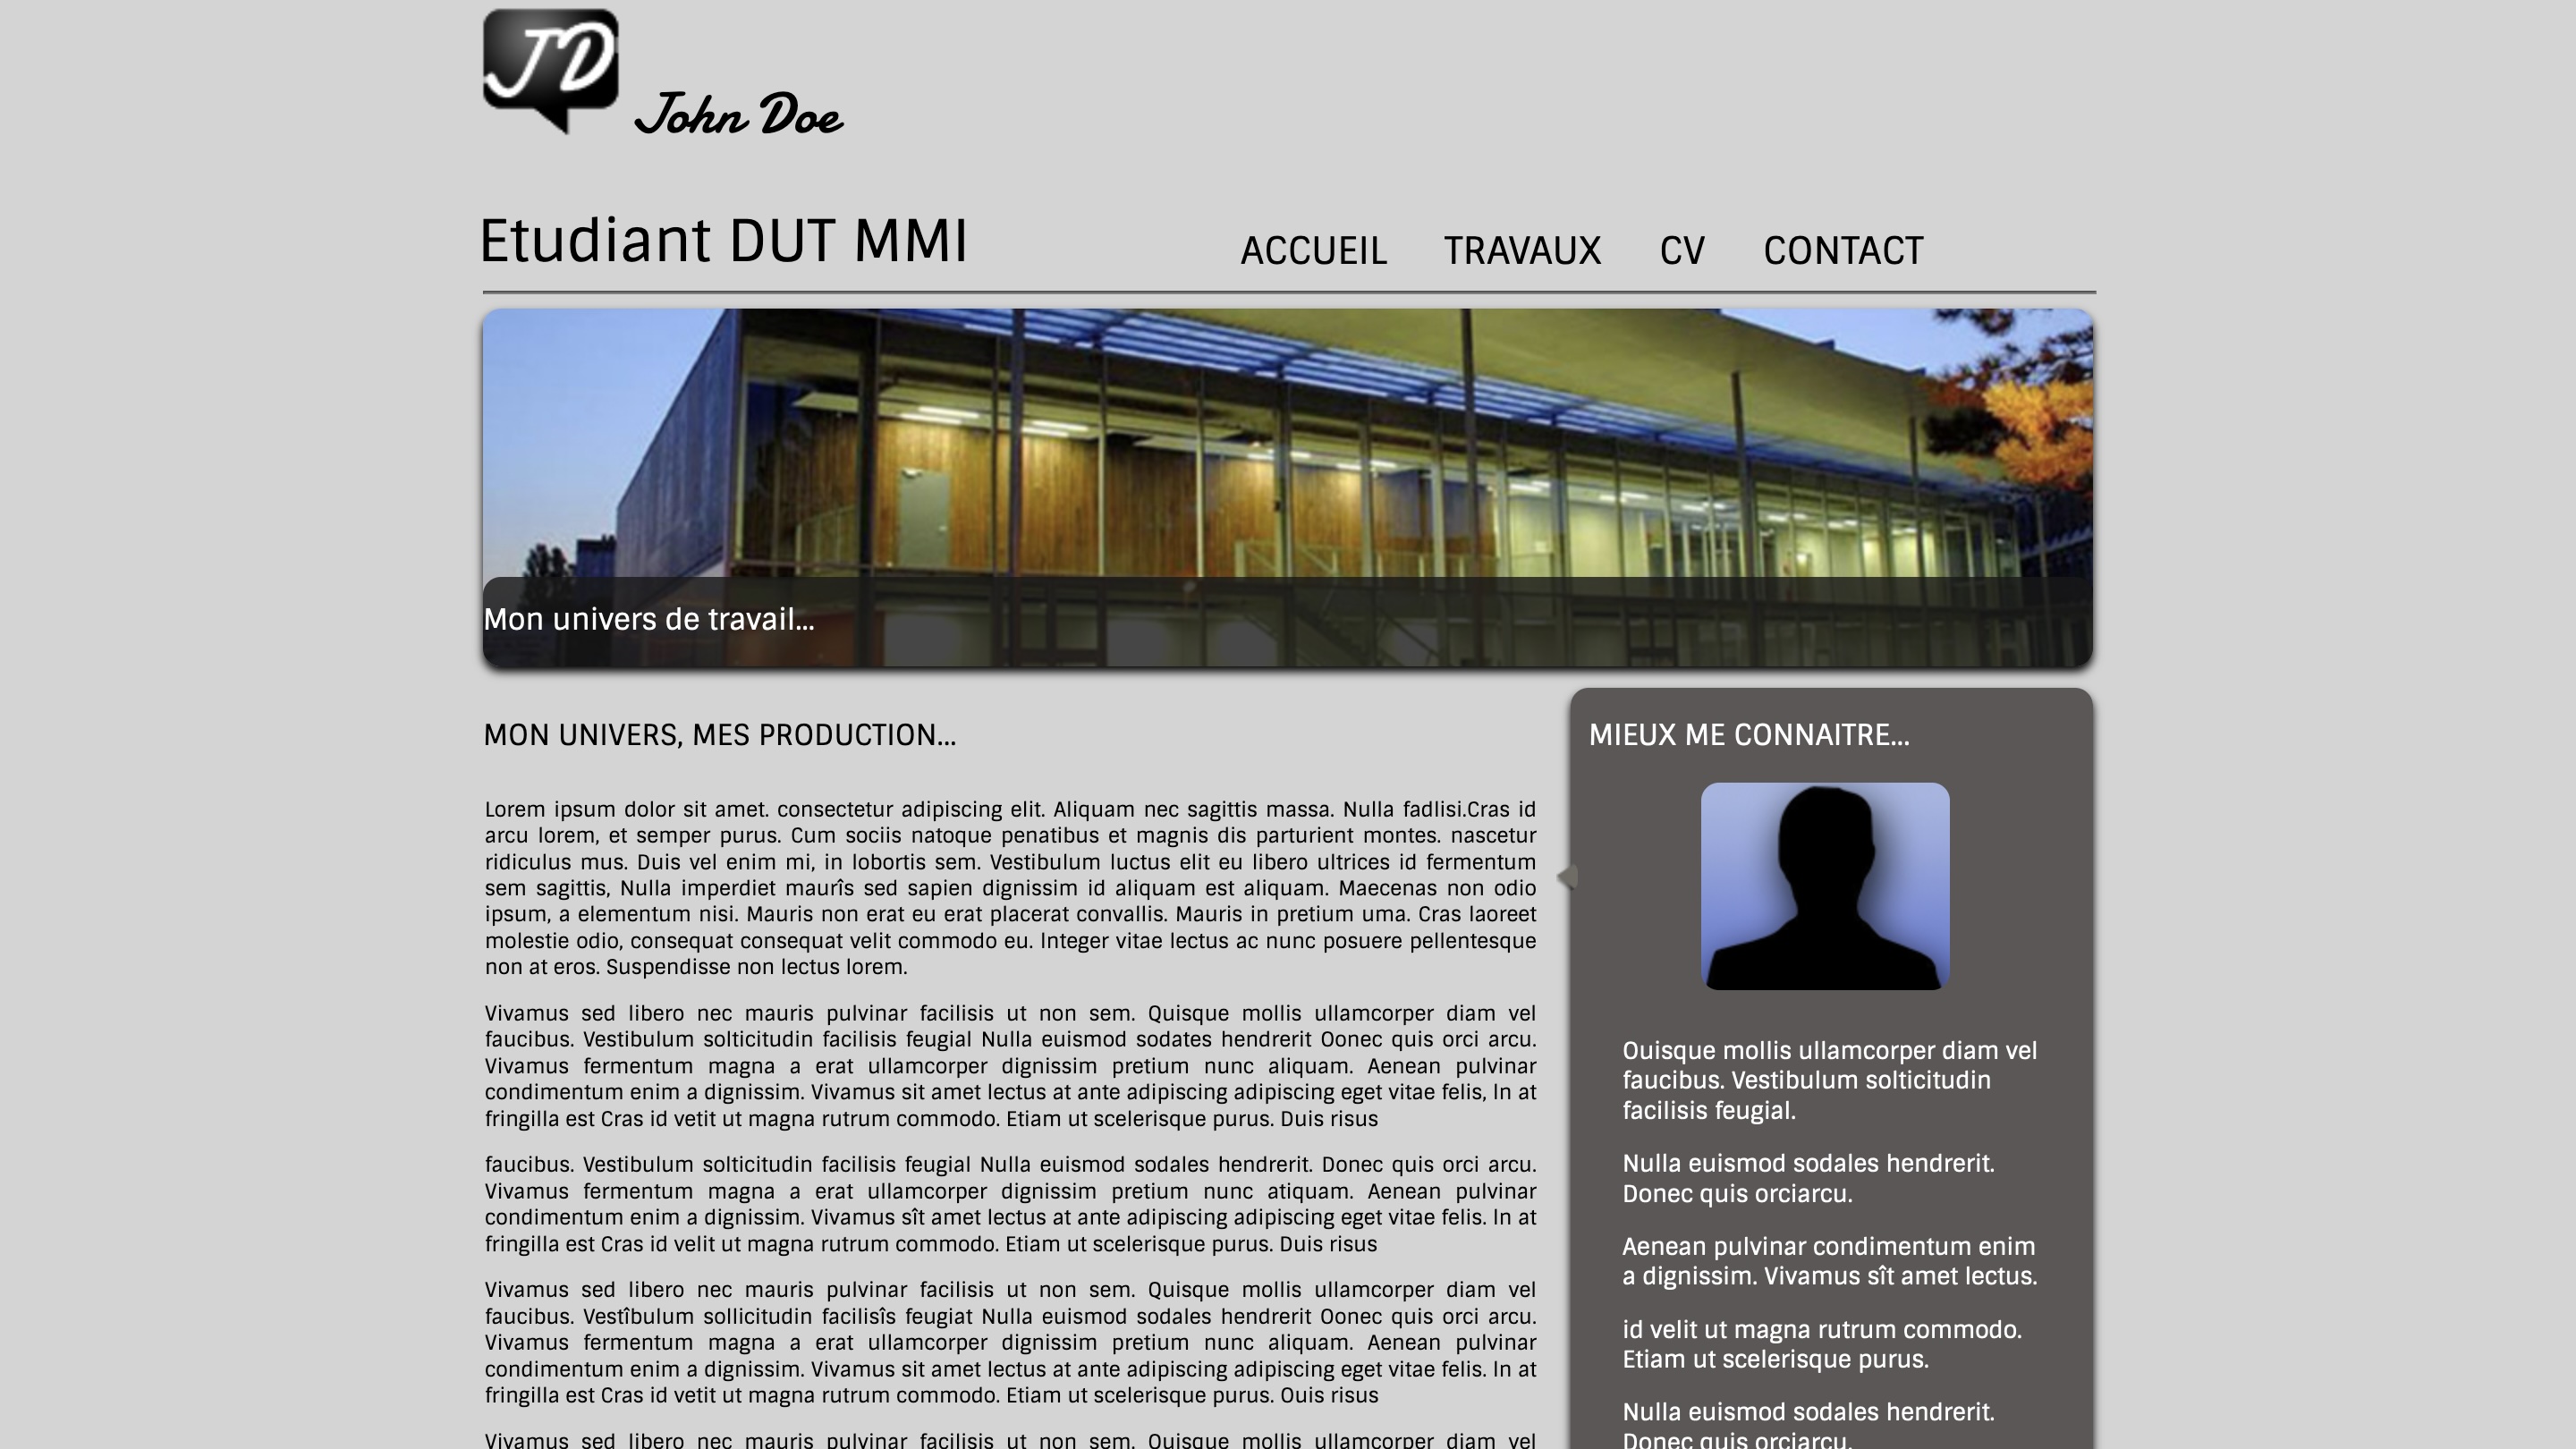 JD
John Doe
Etudiant DUT MMI
ACCUEIL TRAVAUX CV CONTACT
Mon univers de travail...
MON UNIVERS, MES PRODUCTION...
Lorem ipsum dolor sit amet. consectetur adipiscing elit. Aliquam nec sagittis massa. Nulla fadlisi.Cras id
arcu lorem, et semper purus. Cum sociis natoque penatibus et magnis dis parturient montes. nascetur
ridiculus mus. Duis vel enim mi, in lobortis sem. Vestibulum luctus elit eu libero ultrices id fermentum
sem sagittis, Nulla imperdiet maurîs sed sapien dignissim id aliquam est aliquam. Maecenas non odio
ipsum, a elementum nisi. Mauris non erat eu erat placerat convallis. Mauris in pretium uma. Cras laoreet
molestie odio, consequat consequat velit commodo eu. lnteger vitae lectus ac nunc posuere pellentesque
non at eros. Suspendisse non lectus lorem.
Vivamus sed libero nec mauris pulvinar facilisis ut non sem. Quisque mollis ullamcorper diam vel
faucibus. Vestibulum solticitudin facilisis feugial Nulla euismod sodates hendrerit Oonec quis orci arcu.
Vivamus fermentum magna a erat ullamcorper dignissim pretium nunc aliquam. Aenean pulvinar
condimentum enim a dignissim. Vivamus sit amet lectus at ante adipiscing adipiscing eget vitae felis, In at
fringilla est Cras id vetit ut magna rutrum commodo. Etiam ut scelerisque purus. Duis risus
faucibus. Vestibulum solticitudin facilisis feugial Nulla euismod sodales hendrerit. Donec quis orci arcu.
Vivamus fermentum magna a erat ullamcorper dignissim pretium nunc atiquam. Aenean pulvinar
condimentum enim a dignissim. Vivamus sît amet lectus at ante adipiscing adipiscing eget vitae felis. In at
fringilla est Cras id velit ut magna rutrum commodo. Etiam ut scelerisque purus. Duis risus
Vivamus sed libero nec mauris pulvinar facilisis ut non sem. Quisque mollis ullamcorper diam vel
faucibus. Vestîbulum sollicitudin facilisîs feugiat Nulla euismod sodales hendrerit Oonec quis orci arcu.
Vivamus fermentum magna a erat ullamcorper dignissim pretium nunc aliquam. Aenean pulvinar
condimentum enim a dignissim. Vivamus sit amet lectus at ante adipiscing adipiscing eget vitae felis. In at
fringilla est Cras id vetit ut magna rutrum commodo. Etiam ut scelerisque purus. Ouis risus
Vivamus sed libero nec mauris pulvinar facilisis ut non sem. Quisque mollis ullamcorper diam vel
MIEUX ME CONNAITRE...
Ouisque mollis ullamcorper diam vel
faucibus. Vestibulum solticitudin
facilisis feugial.
Nulla euismod sodales hendrerit.
Donec quis orciarcu.
Aenean pulvinar condimentum enim
a dignissim. Vivamus sît amet lectus.
id velit ut magna rutrum commodo.
Etiam ut scelerisque purus.
Nulla euismod sodales hendrerit.
Donec quis orciarcu.